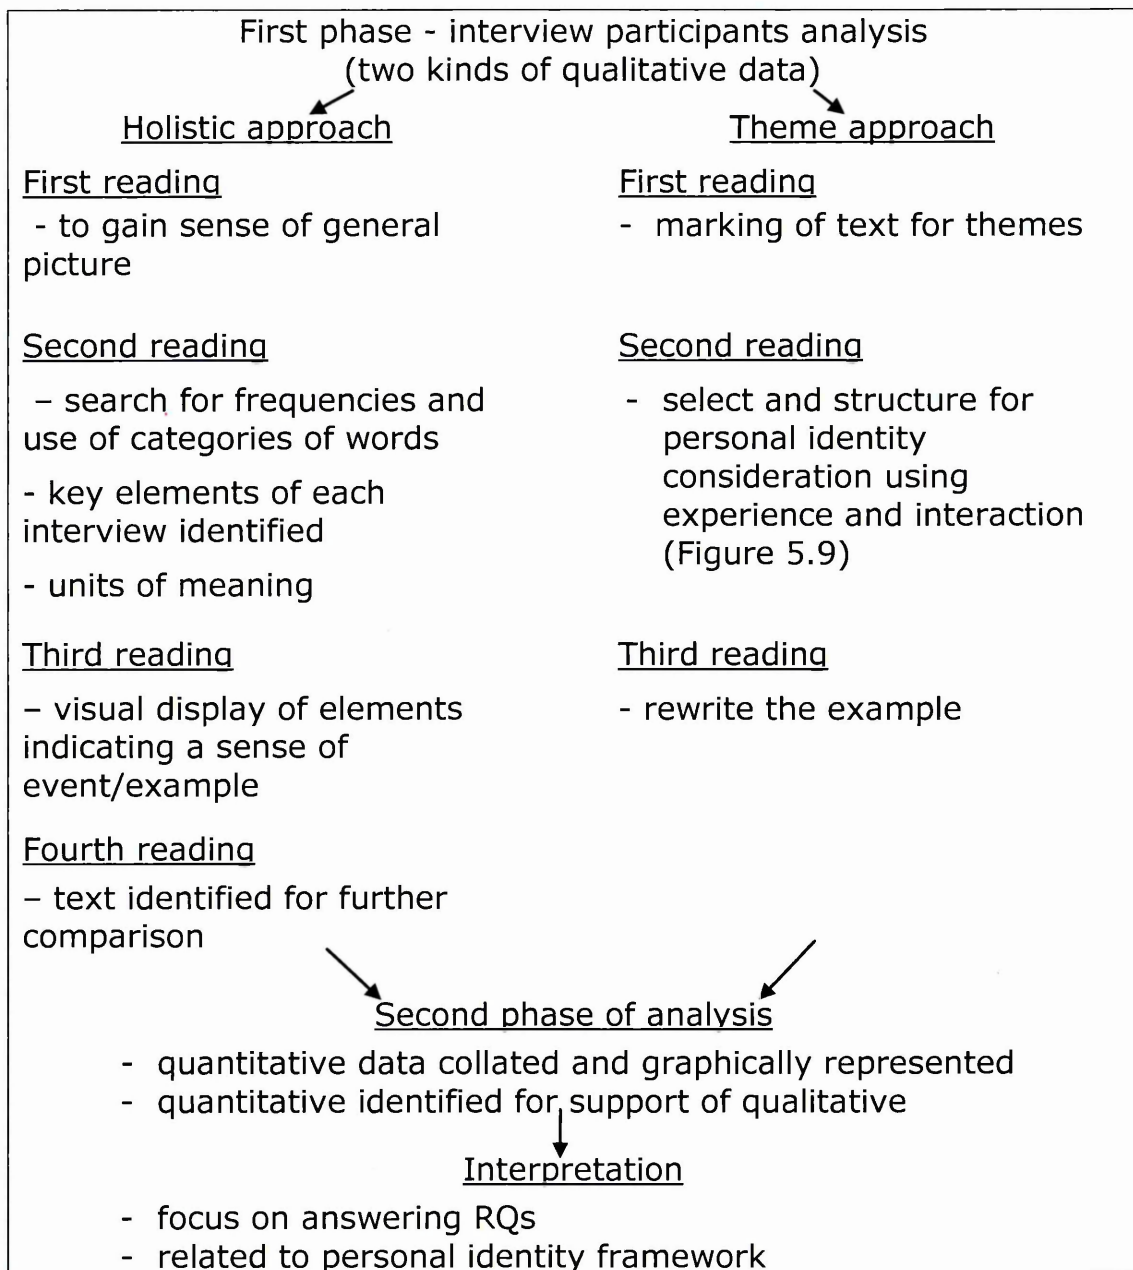 First phase - interview participants analysis
(two kinds of qualitative data)
Holistic approach
First reading
- to gain sense of general
picture
Second reading
– search for frequencies and
use of categories of words
- key elements of each
interview identified
- units of meaning
Third reading
– visual display of elements
indicating a sense of
event/example
Fourth reading
– text identified for further
comparison
Theme approach
First reading
- marking of text for themes
Second reading
- select and structure for
personal identity
consideration using
experience and interaction
(Figure 5.9)
Third reading
- rewrite the example
Second phase of analysis
- quantitative data collated and graphically represented
- quantitative identified for support of qualitative
Interpretation
- focus on answering RQs
- related to personal identity framework